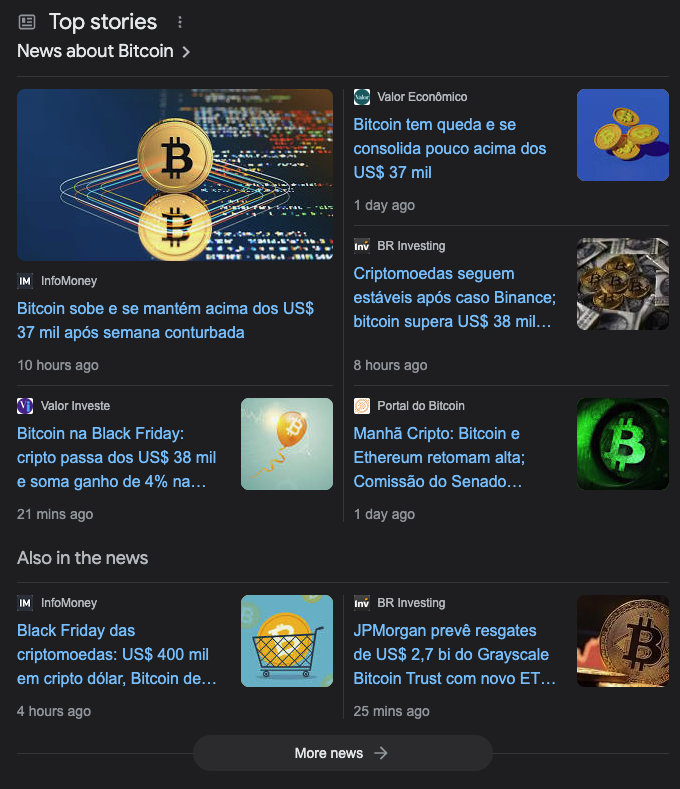 Top stories
News about Bitcoin
InfoMoney
Bitcoin sobe e se mantém acima dos US$
37 mil após semana conturbada
10 hours ago
Valor Econômico
Bitcoin tem queda e se
consolida pouco acima dos
US$ 37 mil
1 day ago
BR Investing
Criptomoedas seguem
estáveis após caso Binance;
bitcoin supera US$ 38 mil…
8 hours ago
Valor Investe
Bitcoin na Black Friday:
cripto passa dos US$ 38 mil
e soma ganho de 4% na…
21 mins ago
Portal do Bitcoin
Manhã Cripto: Bitcoin e
Ethereum retomam alta;
Comissão do Senado…
1 day ago
Also in the news
InfoMoney
Black Friday das
criptomoedas: US$ 400 mil
em cripto dólar, Bitcoin de…
4 hours ago
BR Investing
JPMorgan prevê resgates
de US$ 2,7 bi do Grayscale
Bitcoin Trust com novo ET…
25 mins ago
More news